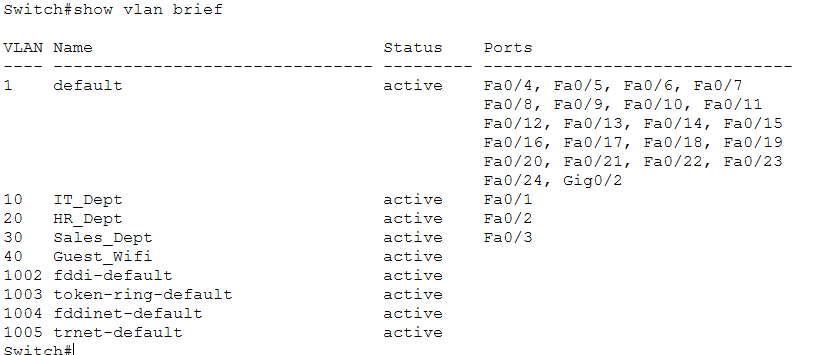 Switch#show vlan brief
VLAN Name                             Status    Ports
---- -------------------------------- --------- -------------------------------
1    default                          active    Fa0/4, Fa0/5, Fa0/6, Fa0/7
                                                Fa0/8, Fa0/9, Fa0/10, Fa0/11
                                                Fa0/12, Fa0/13, Fa0/14, Fa0/15
                                                Fa0/16, Fa0/17, Fa0/18, Fa0/19
                                                Fa0/20, Fa0/21, Fa0/22, Fa0/23
                                                Fa0/24, Gig0/2
10   IT_Dept                          active    Fa0/1
20   HR_Dept                          active    Fa0/2
30   Sales_Dept                       active    Fa0/3
40   Guest_Wifi                       active
1002 fddi-default                     active
1003 token-ring-default               active
1004 fddinet-default                  active
1005 trnet-default                    active
Switch#